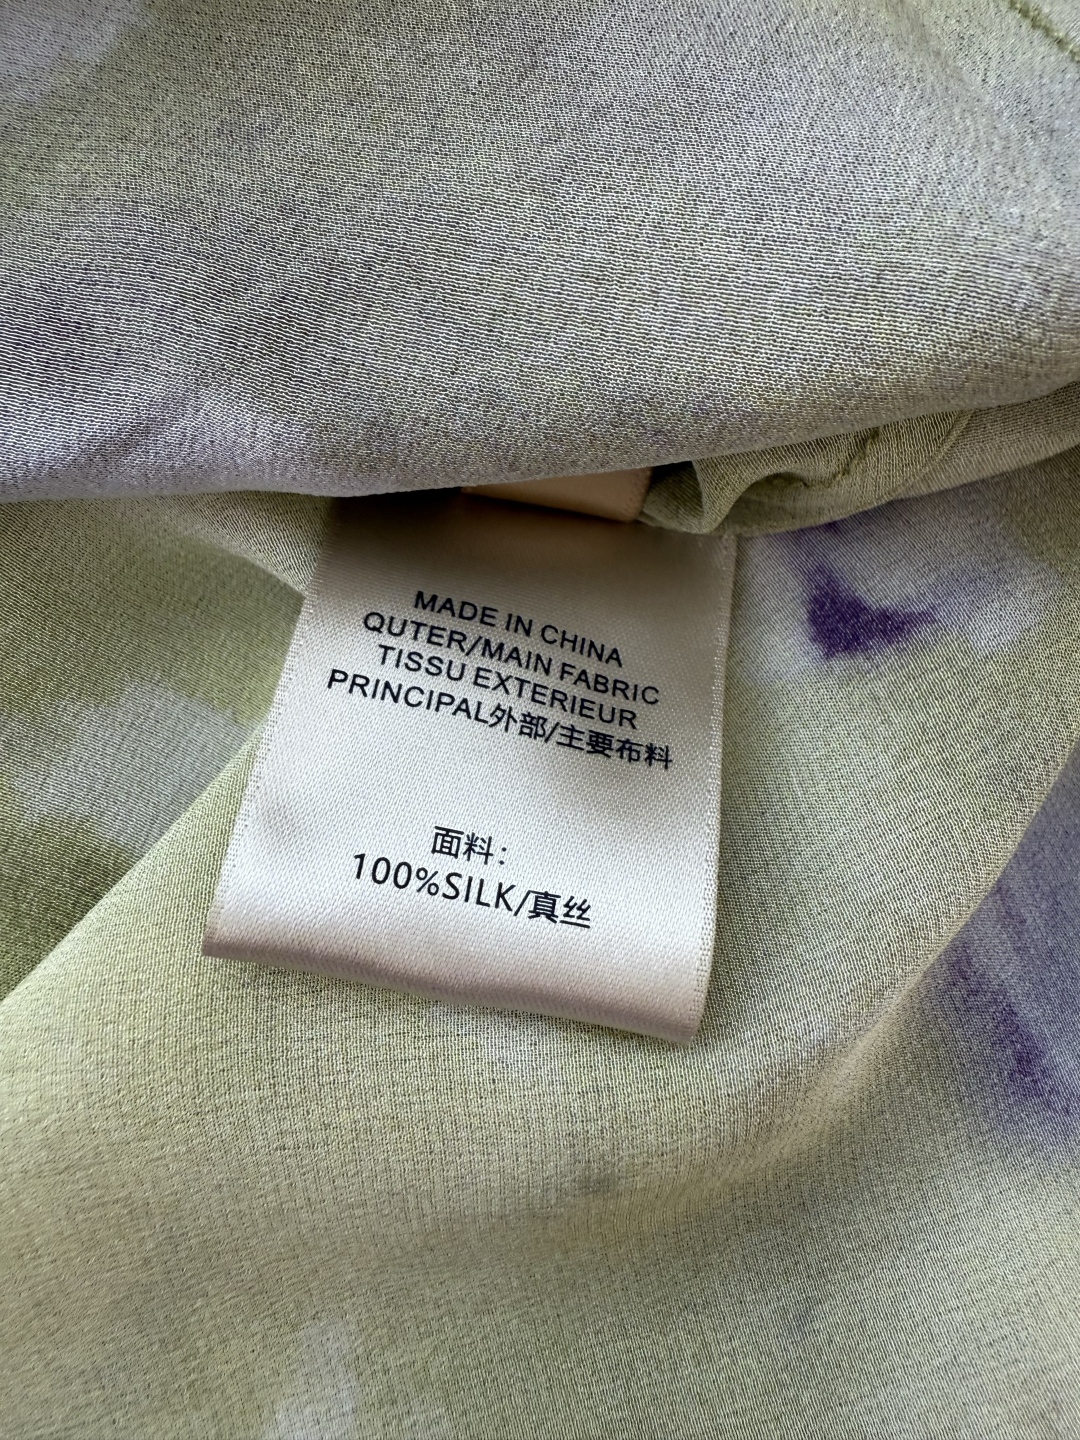 MADE IN CHINA
QUTER/MAIN FABRIC
TISSU EXTERIEUR
PRINCIPAL外部/主要布料
面料：
100%SILK/真丝